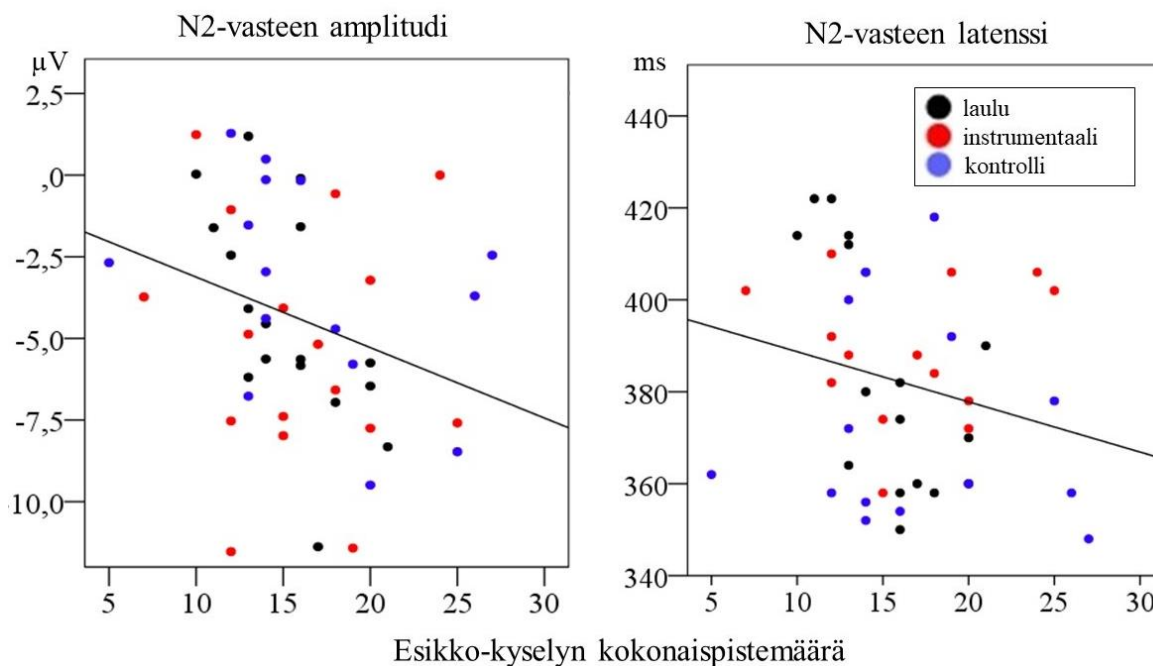 N2-vasteen amplitudi
µV
2,5
,0
-2,5
-5,0
-7,5
10,0
5 10 15 20 25 30
N2-vasteen latenssi
ms
440
420
400
380
360
340
5 10 15 20 25 30
laulu
instrumentaali
kontrolli
Esikko-kyselyn kokonaispistemäärä